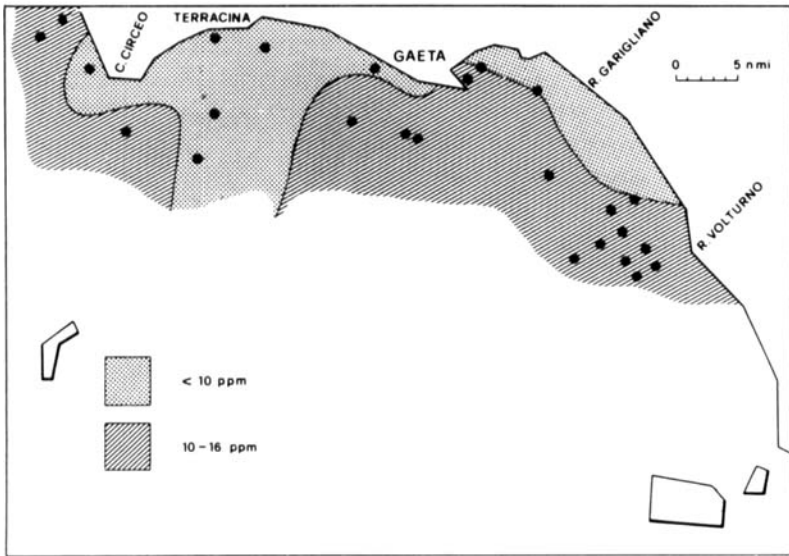 TERRACINA
C. CIRCEO
GAETA
R. GARIGLIANO
0 5 n mi
R. VOLTURNO
< 10 ppm
10-16 ppm